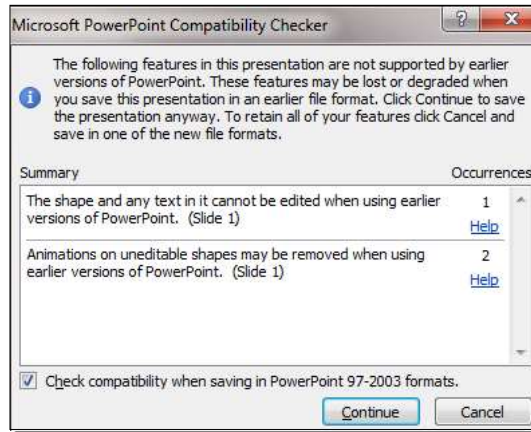 Microsoft PowerPoint Compatibility Checker
The following features in this presentation are not supported by earlier
versions of PowerPoint. These features may be lost or degraded when
you save this presentation in an earlier file format. Click Continue to save
the presentation anyway. To retain all of your features click Cancel and
save in one of the new file formats.
Summary Occurrences
The shape and any text in it cannot be edited when using earlier 1
versions of PowerPoint. (Slide 1) Help
Animations on uneditable shapes may be removed when using 2
earlier versions of PowerPoint. (Slide 1) Help
Check compatibility when saving in PowerPoint 97-2003 formats.
Continue Cancel